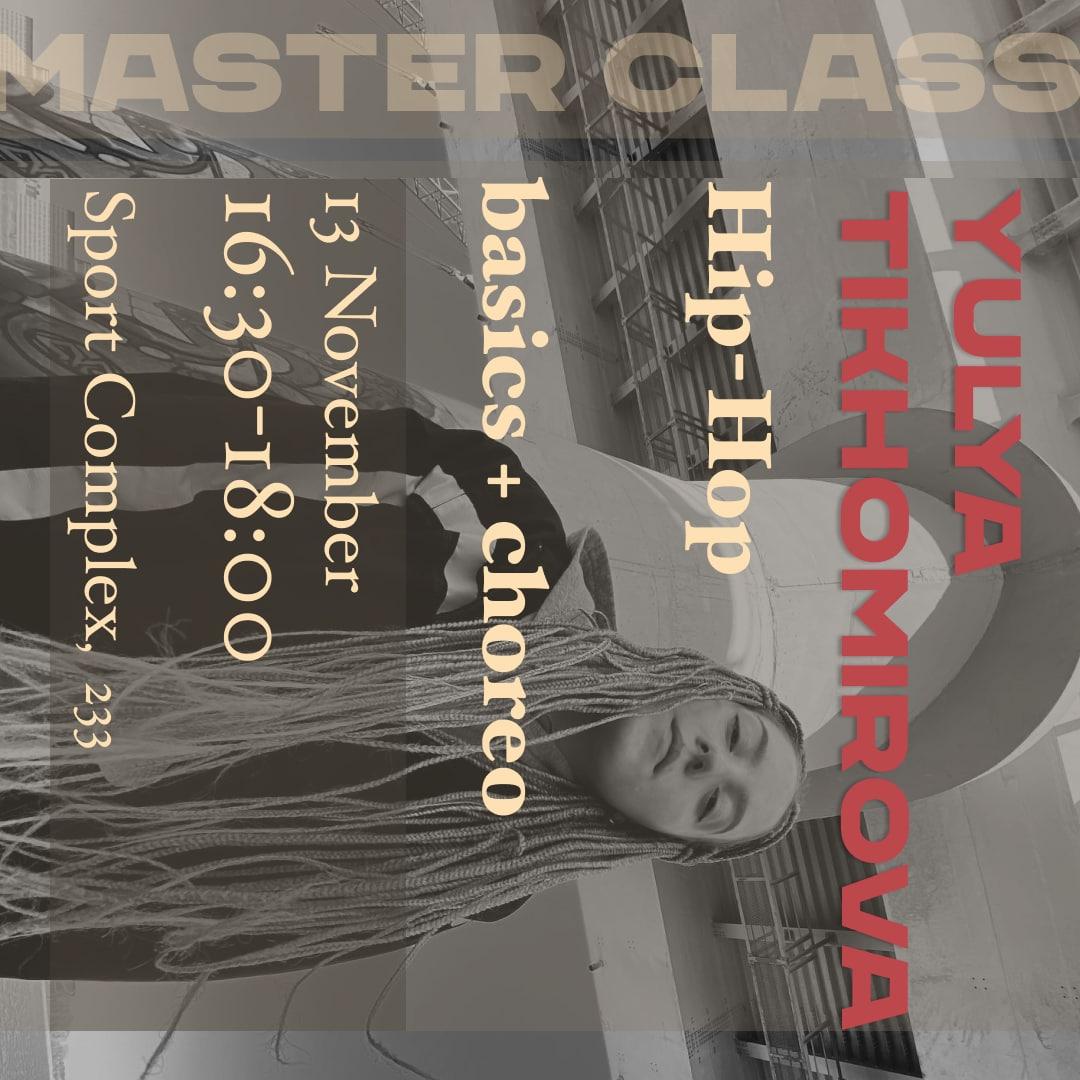 MASTER CLASS
YULYA
TIKHOMIROVA
Hip-Hop
basics + choreo
13 November
16:30-18:00
Sport Complex, 233